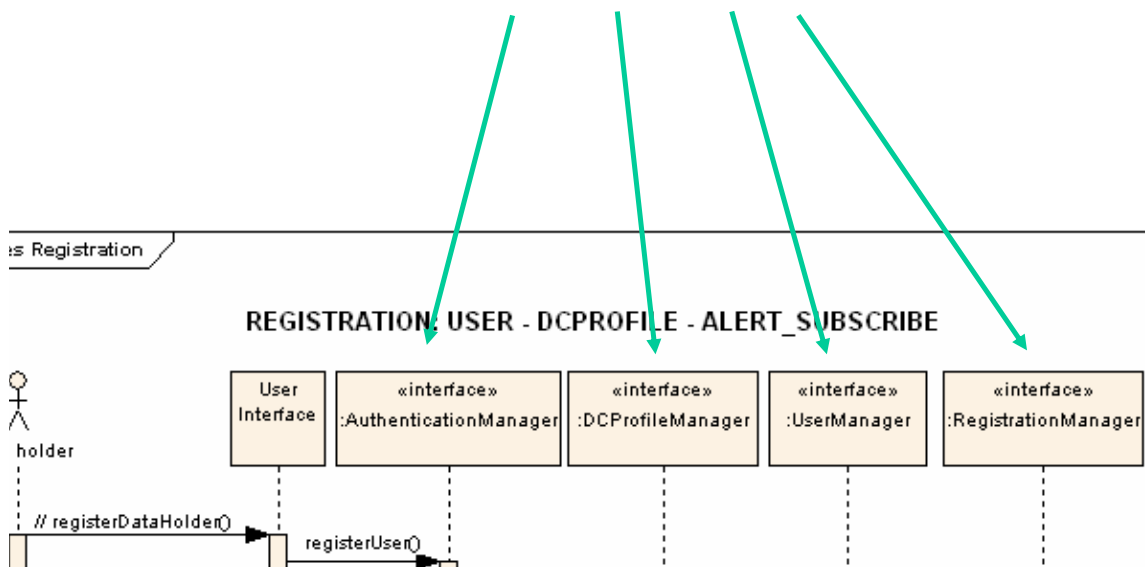 es Registration
REGISTRATION: USER - DCPROFILE - ALERT_SUBSCRIBE
User
Interface
«interface»
:AuthenticationManager
«interface»
:DCProfileManager
«interface»
:UserManager
«interface»
:RegistrationManager
holder
// registerDataHolder()
registerUser()